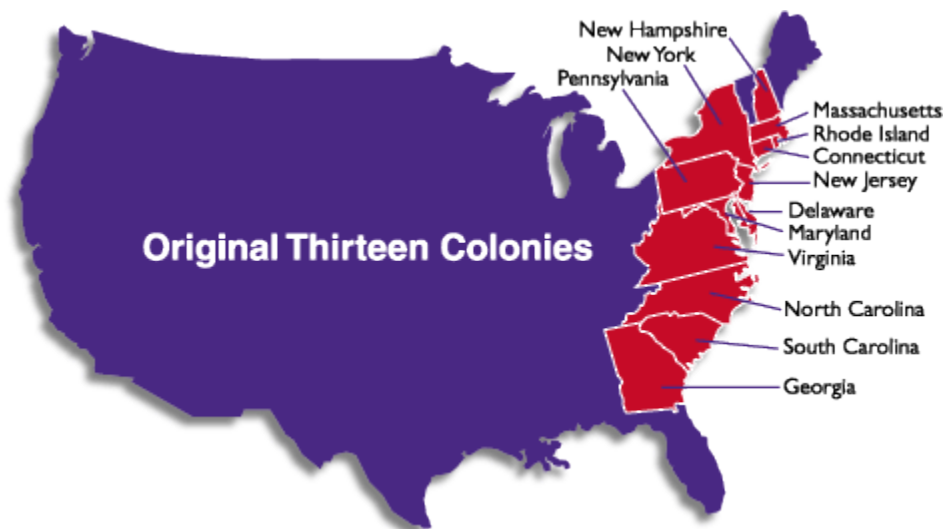 New Hampshire
New York
Pennsylvania
Massachusetts
Rhode Island
Connecticut
New Jersey
Delaware
Maryland
Virginia
Original Thirteen Colonies
North Carolina
South Carolina
Georgia